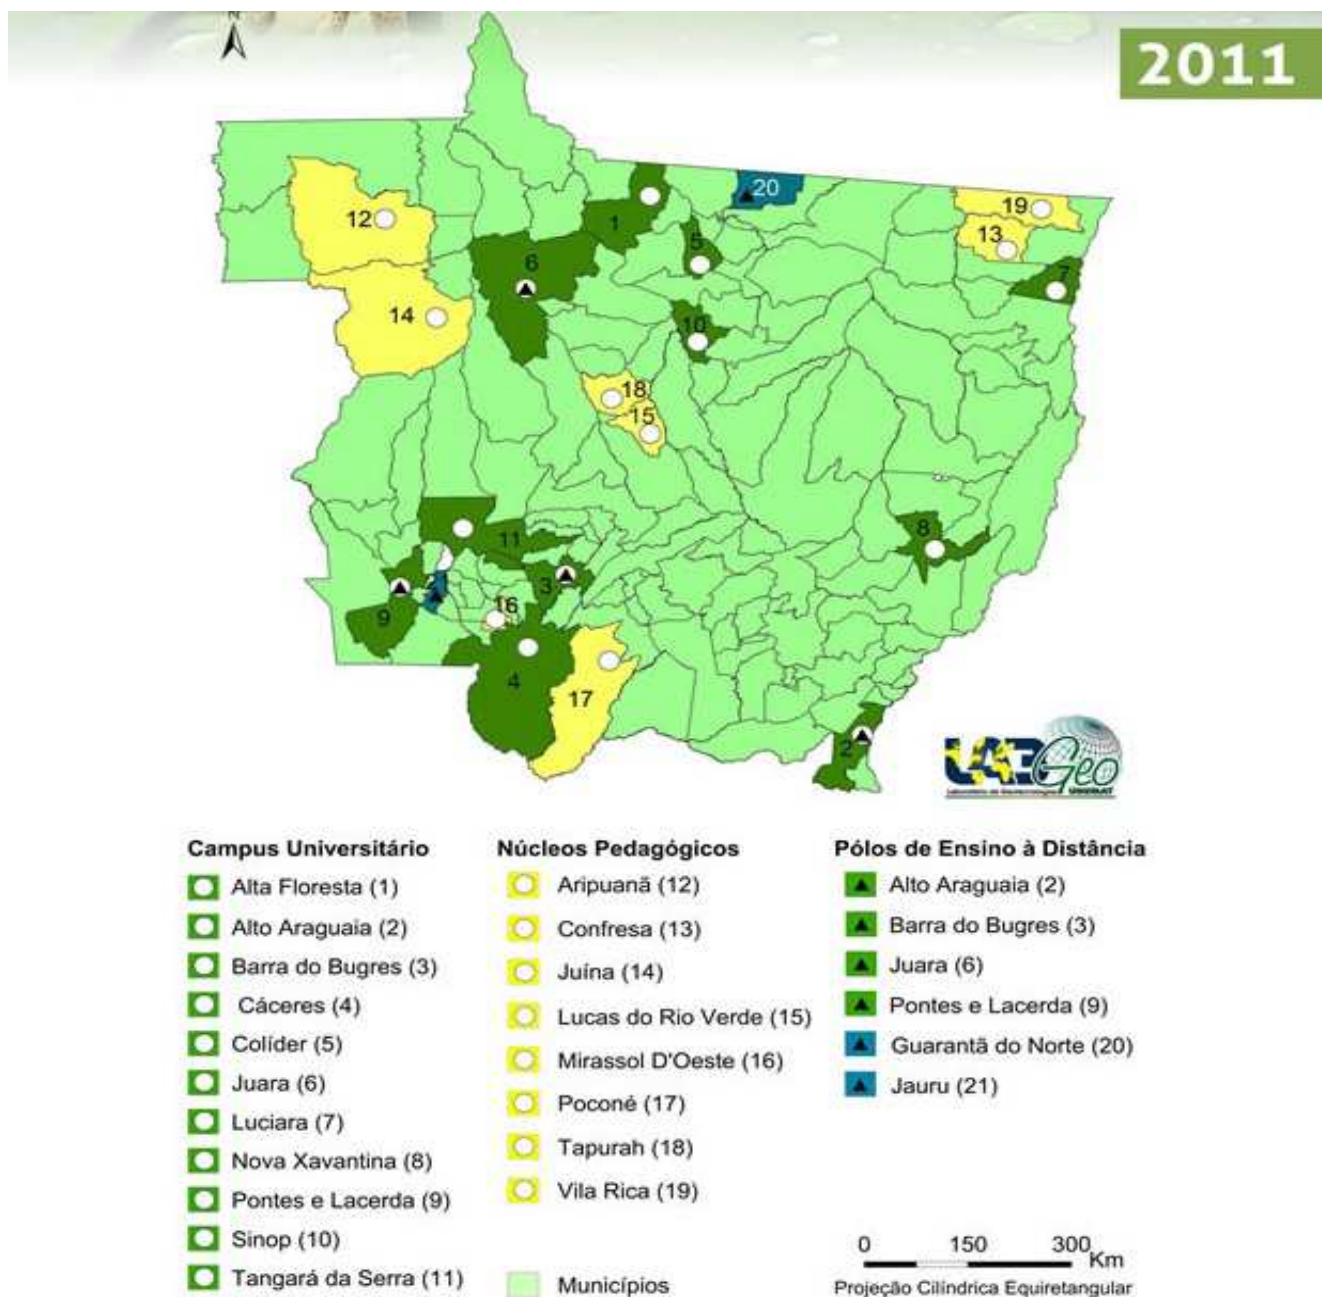 N
2011
20
19
12
1
13
5
6
7
14
10
18
15
8
11
3
16
9
4
17
2
UAB Geo
UNEMAT
Campus Universitário
Alta Floresta (1)
Alto Araguaia (2)
Barra do Bugres (3)
Cáceres (4)
Colíder (5)
Juara (6)
Luciara (7)
Nova Xavantina (8)
Pontes e Lacerda (9)
Sinop (10)
Tangará da Serra (11)
Núcleos Pedagógicos
Aripuanã (12)
Confresa (13)
Juína (14)
Lucas do Rio Verde (15)
Mirassol D'Oeste (16)
Poconé (17)
Tapurah (18)
Vila Rica (19)
Municípios
Pólos de Ensino à Distância
Alto Araguaia (2)
Barra do Bugres (3)
Juara (6)
Pontes e Lacerda (9)
Guarantã do Norte (20)
Jauru (21)
0 150 300 Km
Projeção Cilíndrica Equiretangular